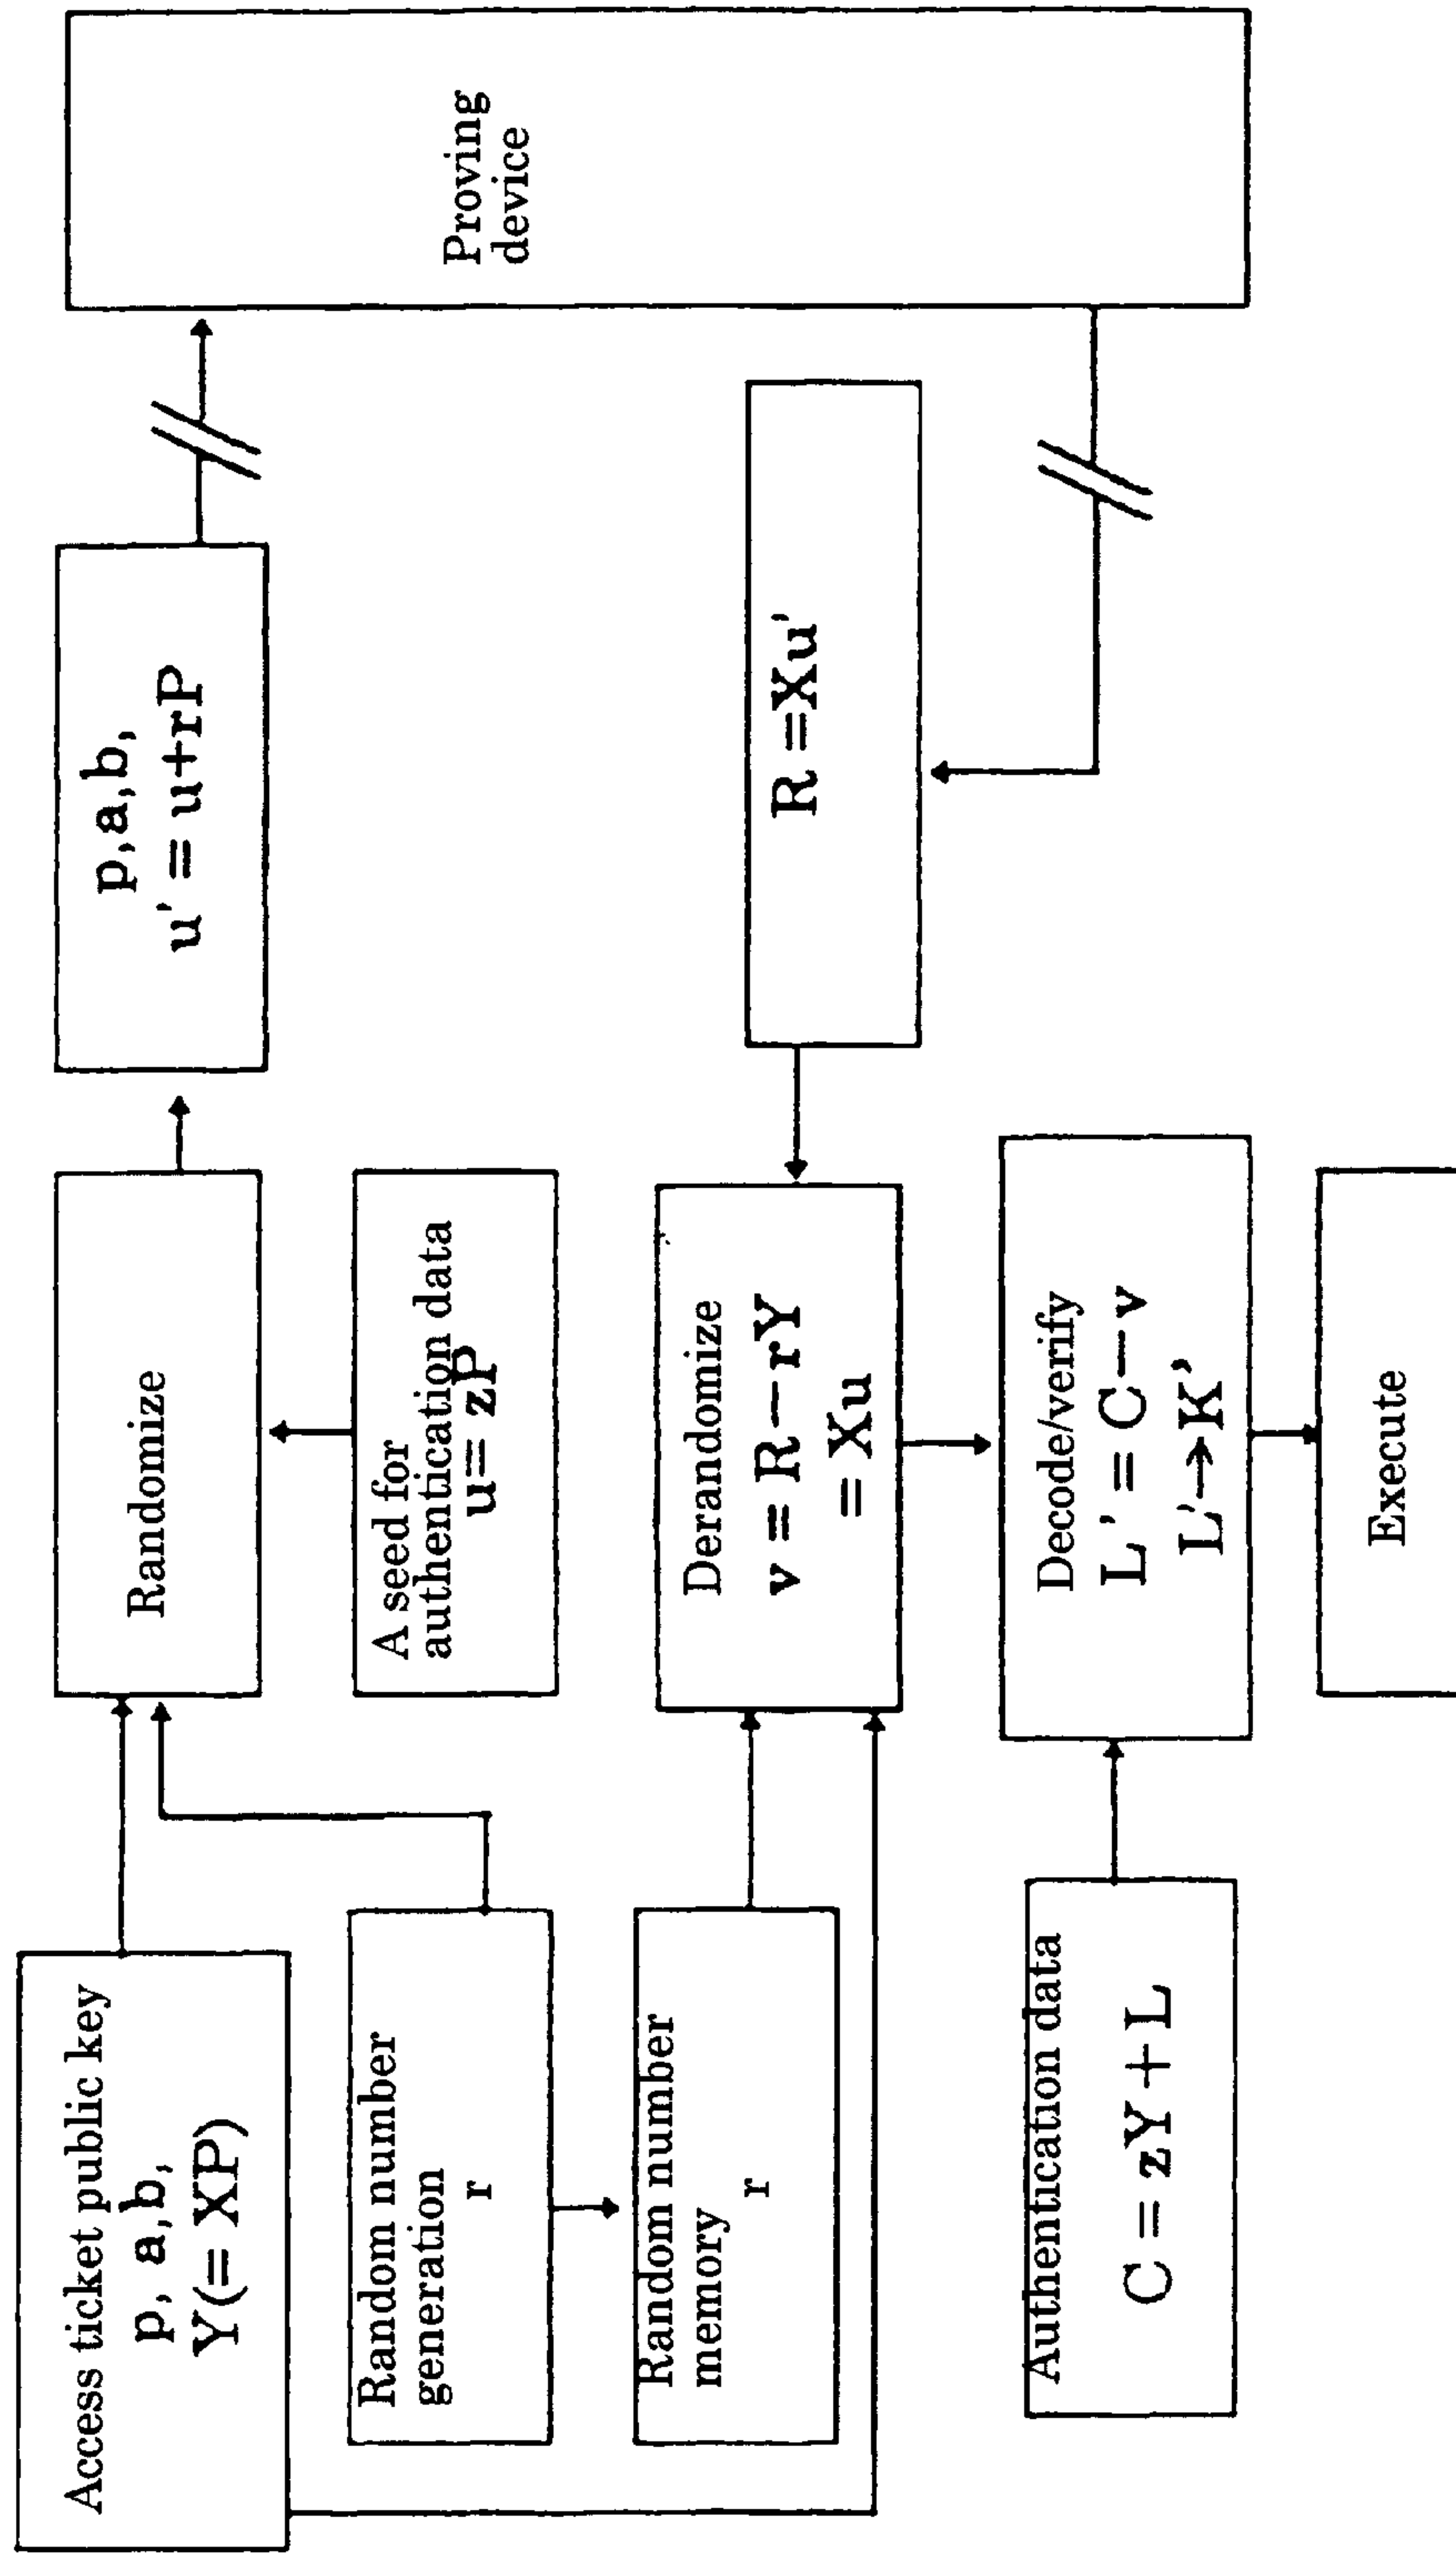 Access ticket public key
p, a,b,
Y(= XP)
Randomize
p,a,b,
u' = u+rP
Proving
device
Random number
generation
r
A seed for
authentication data
u= zP
Random number
memory
r
Derandomize
v = R − rY
= Xu
R =Xu'
Authentication data
C = zY + L
Decode/verify
L' = C − v
L'→K'
Execute